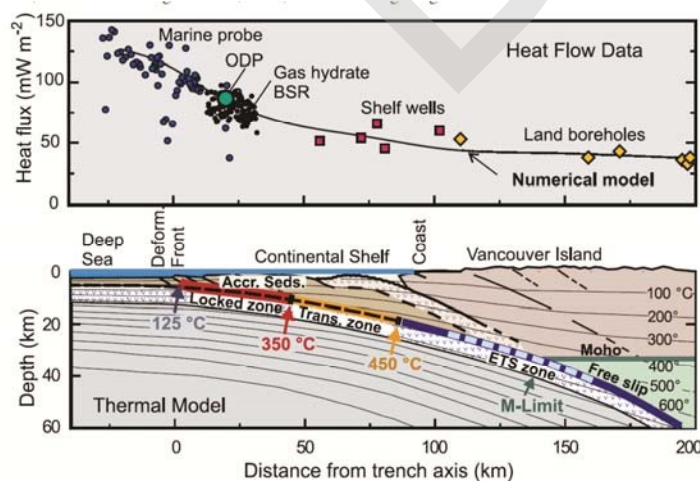 150
Marine probe
Heat Flow Data
ODP
100
Gas hydrate
BSR
Shelf wells
50
Land boreholes
Numerical model
0
Heat flux (mW m-2)
Deep
Sea
Deform.
Front
Continental Shelf
Coast
Vancouver Island
0
Accr. Seds.
100 °C
Locked zone
Trans. zone
200°
125 °C
300°
20
350 °C
Moho
400°
450 °C
ETS zone
Free slip
500°
40
M-Limit
600°
Thermal Model
60
Depth (km)
0
50
100
150
200
Distance from trench axis (km)